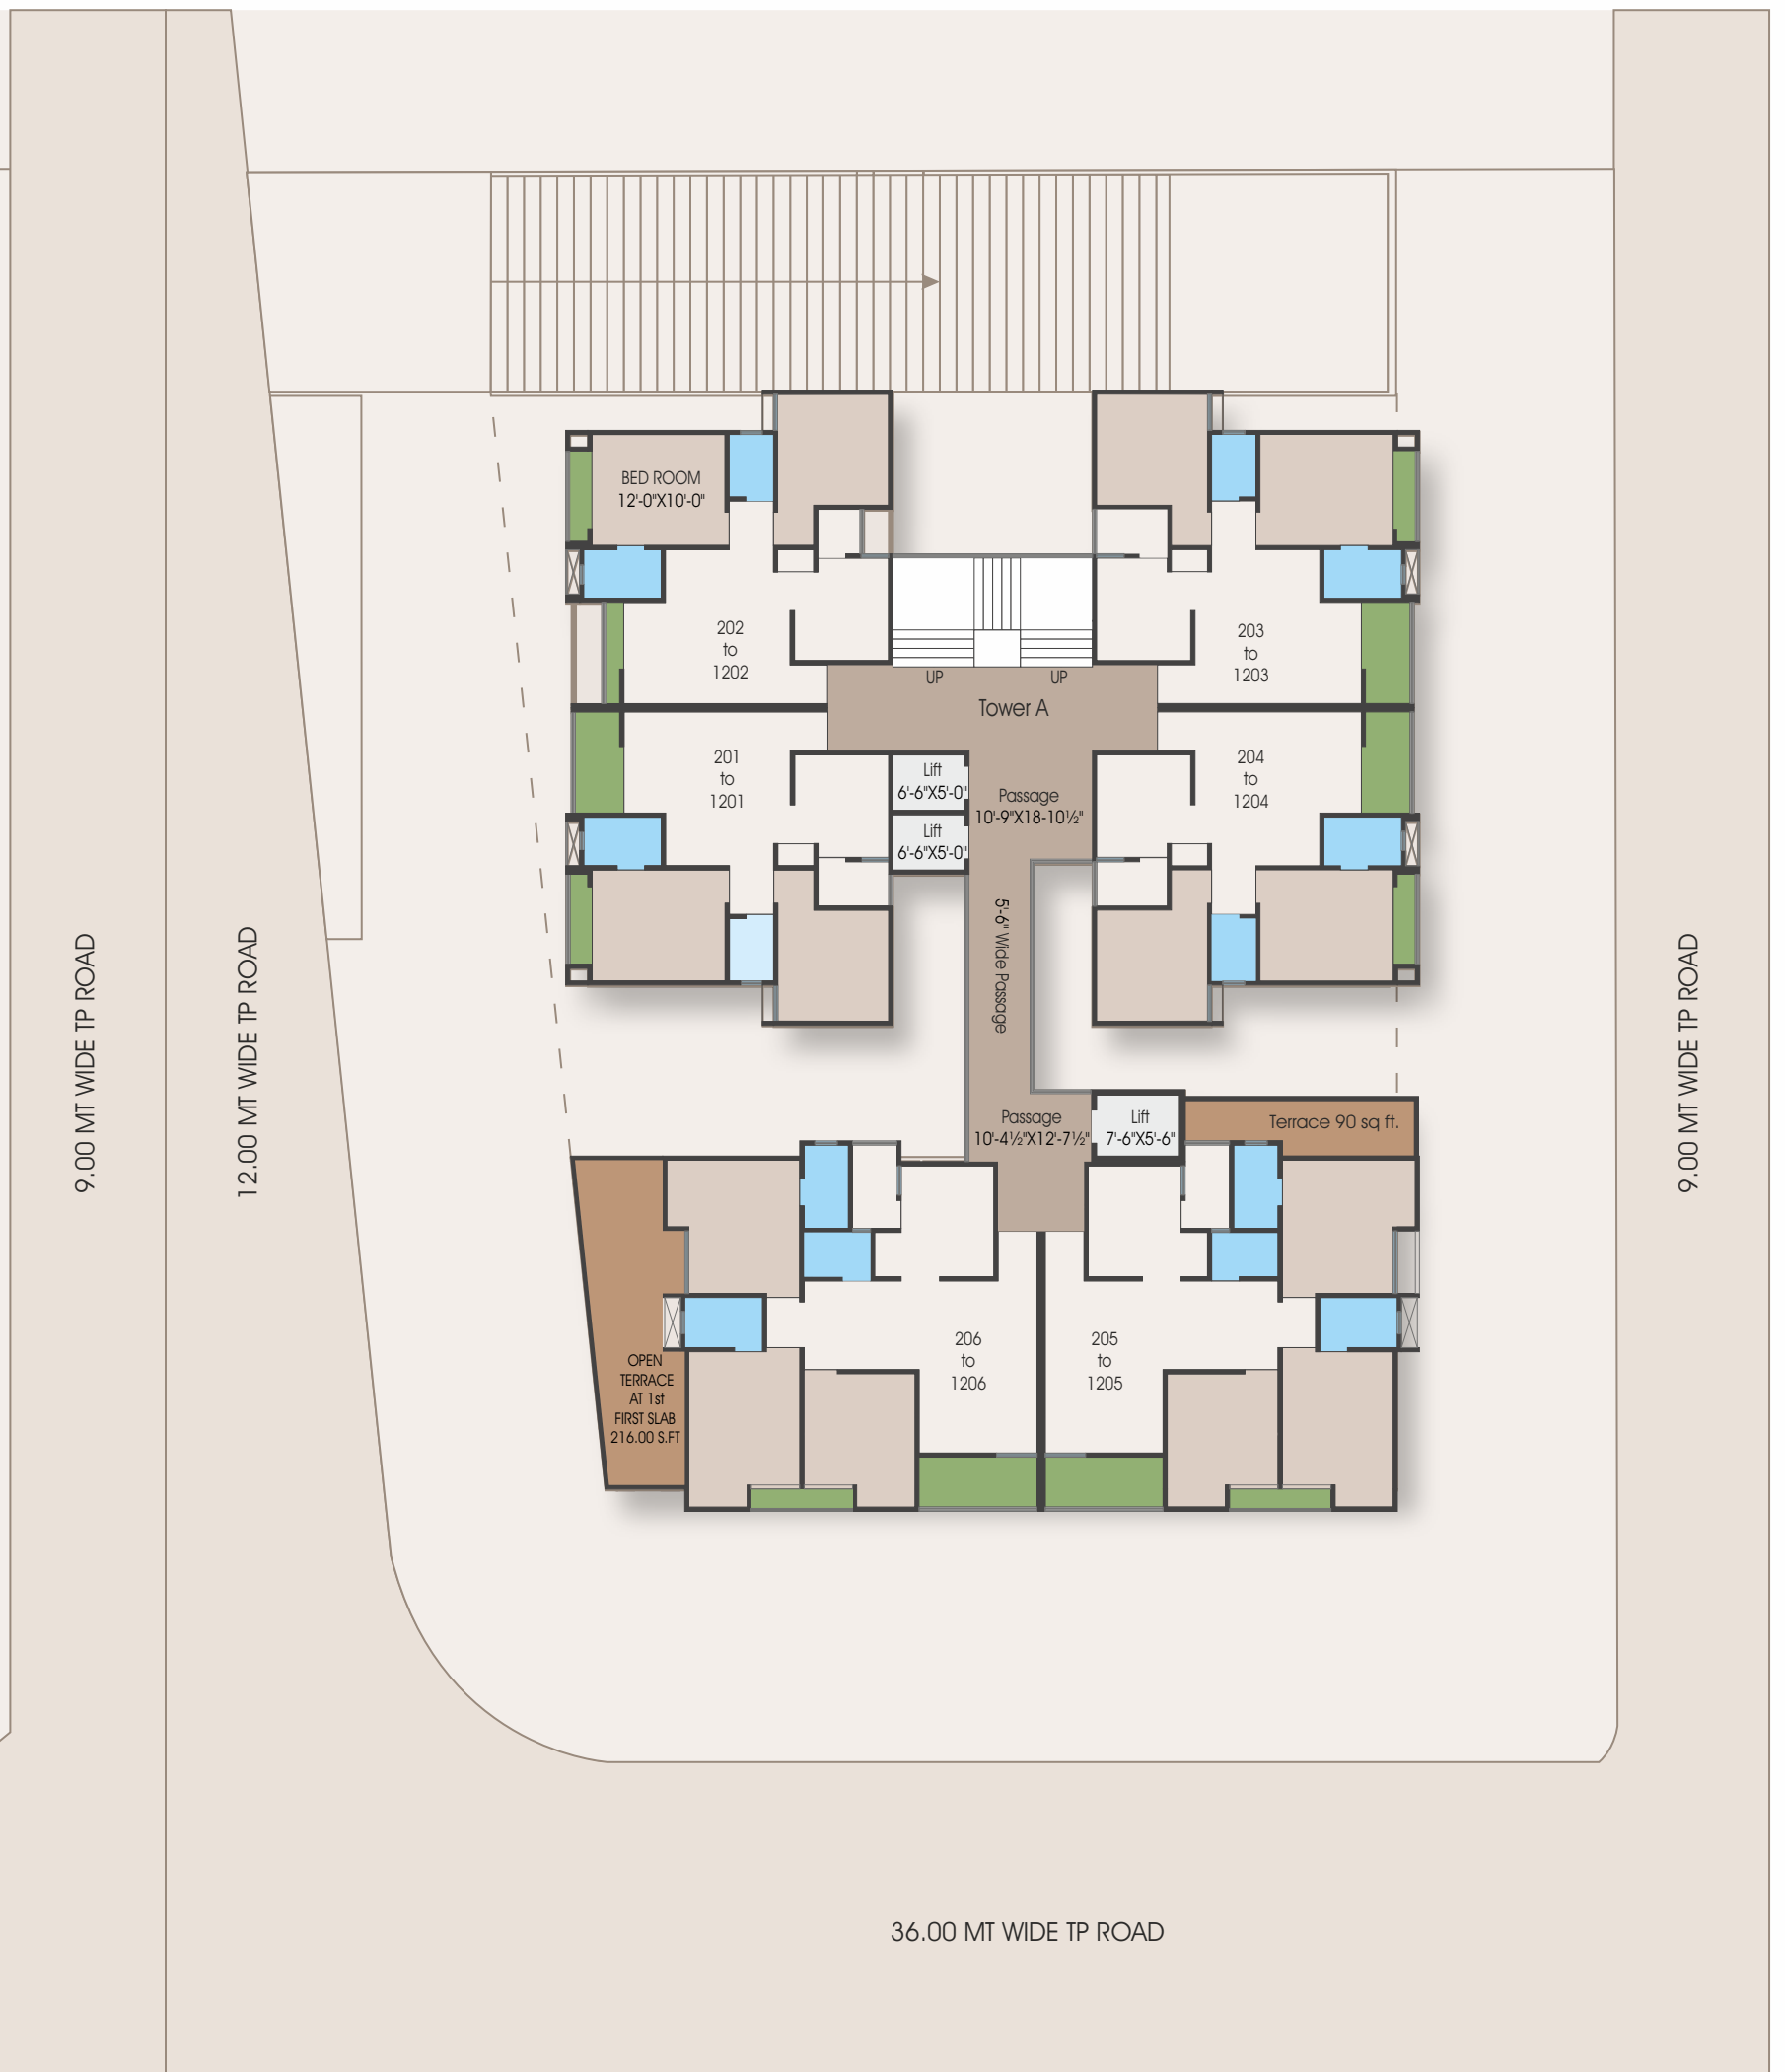 BED ROOM
12'-0"X10'-0"
202
to
1202
203
to
1203
UP
UP
Tower A
201
to
1201
Lift
6'-6"X5'-0"
Lift
6'-6"X5'-0"
Passage
10'-9"X18-10½"
204
to
1204
5'-6" Wide Passage
9.00 MT WIDE TP ROAD
12.00 MT WIDE TP ROAD
9.00 MT WIDE TP ROAD
Passage
10'-4½"X12'-7½"
Lift
7'-6"X5'-6"
Terrace 90 sq ft.
OPEN
TERRACE
AT 1st
FIRST SLAB
216.00 S.FT
206
to
1206
205
to
1205
36.00 MT WIDE TP ROAD